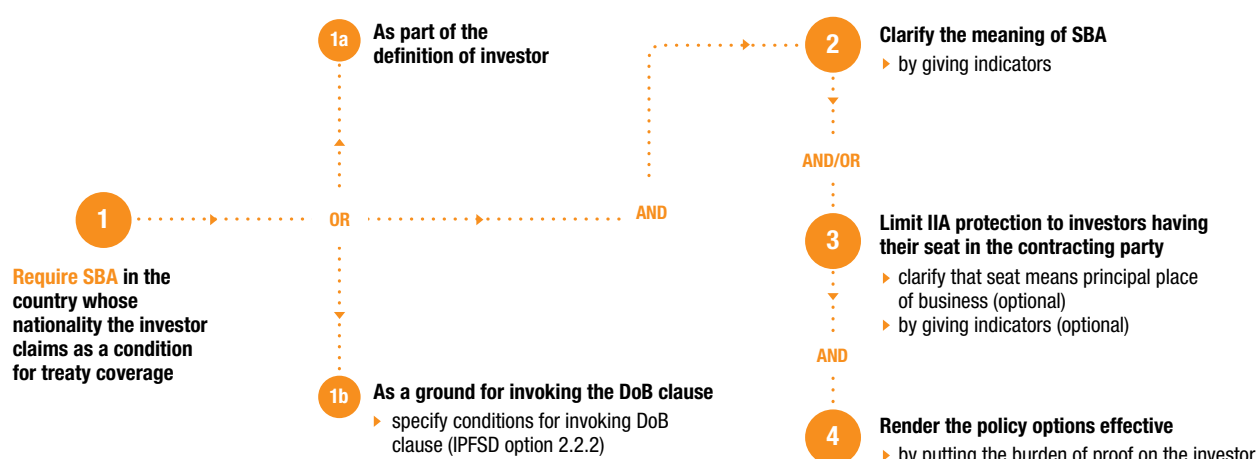 1
Require SBA in the
country whose
nationality the investor
claims as a condition
for treaty coverage
OR
1a
As part of the
definition of investor
1b
As a ground for invoking the DoB clause
▸ specify conditions for invoking DoB
clause (IPFSD option 2.2.2)
AND
2
Clarify the meaning of SBA
▸ by giving indicators
AND/OR
3
Limit IIA protection to investors having
their seat in the contracting party
▸ clarify that seat means principal place
of business (optional)
▸ by giving indicators (optional)
AND
4
Render the policy options effective
▸ by putting the burden of proof on the investor